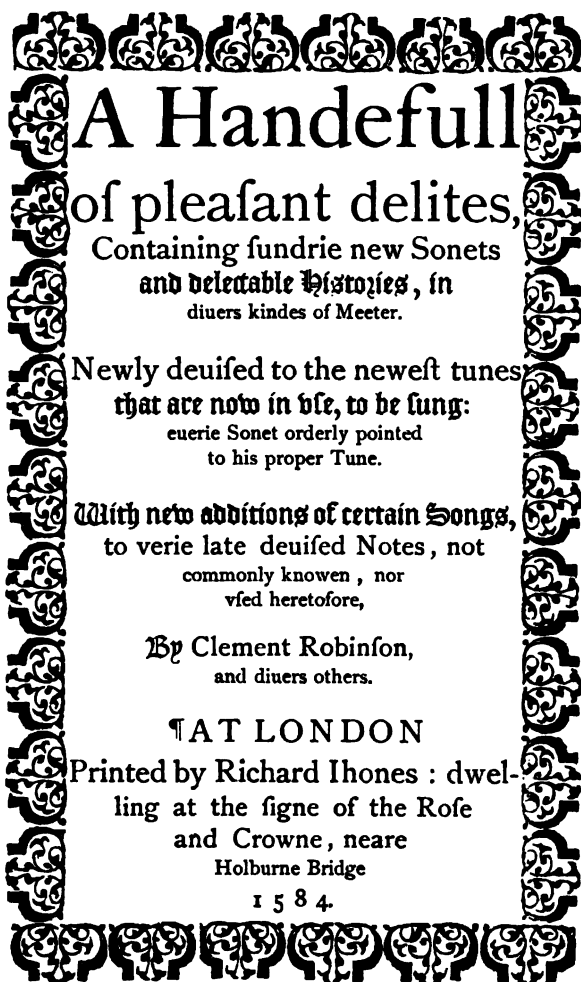 A Handefull
of pleaſant delites,
Containing ſundrie new Sonets
and delectable Hiſtories, in
diuers kindes of Meeter.
Newly deuiſed to the neweſt tunes
that are now in vſe, to be ſung:
euerie Sonet orderly pointed
to his proper Tune.
With new additions of certain Songs,
to verie late deuiſed Notes, not
commonly knowen, nor
vſed heretofore,
By Clement Robinſon,
and diuers others.
¶AT LONDON
Printed by Richard Ihones : dwel-
ling at the ſigne of the Roſe
and Crowne, neare
Holburne Bridge
1584.